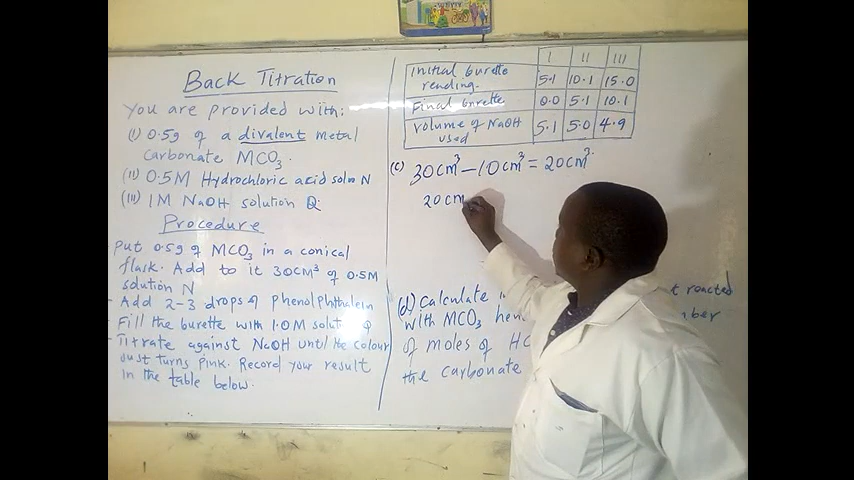 Back Titration
You are provided with:
(i) 0.5g of a divalent metal
carbonate MCO₃.
(ii) 0.5M Hydrochloric acid soln N
(iii) 1M NaOH solution Q.
Procedure
Put 0.5g of MCO₃ in a conical
flask. Add to it 30cm³ of 0.5M
solution N
- Add 2-3 drops of phenolphthalein
- Fill the burette with 1.0M solution Q
- Titrate against NaOH until the colour
Just turns pink. Record your result
in the table below.
I II III
Initial burette reading. 5.1 10.1 15.0
Final burette 0.0 5.1 10.1
Volume of NaOH used 5.1 5.0 4.9
(c) 30cm³ - 10cm³ = 20cm³.
20cm
(d) Calculate t reacted
with MCO₃ mber
of moles of HC
the carbonate